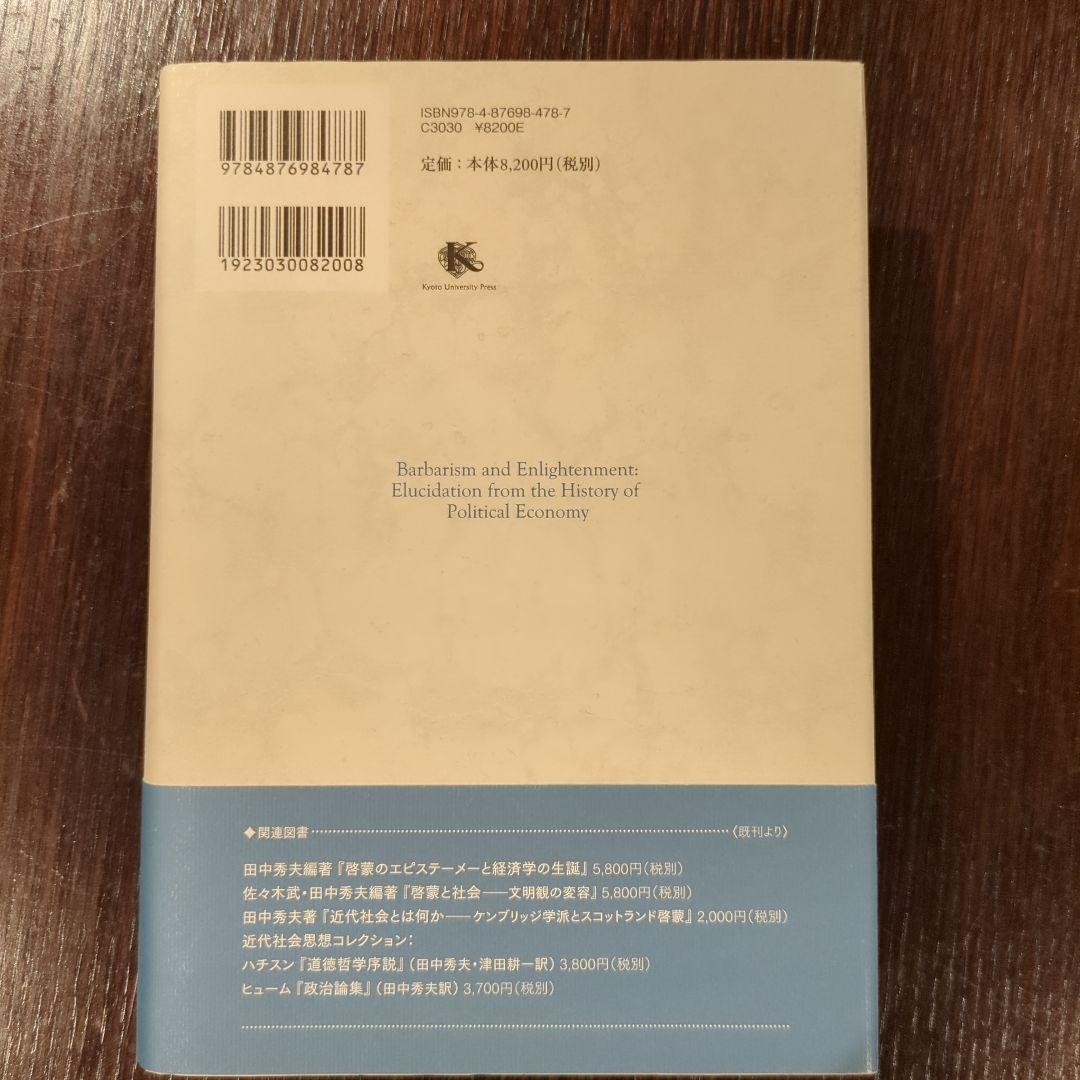 9784876984787
1923030082008
ISBN978-4-87698-478-7
C3030 ¥8200E
定価：本体8,200円（税別）
K
Kyoto University Press
Barbarism and Enlightenment:
Elucidation from the History of
Political Economy
◆関連図書〈既刊より〉
田中秀夫編著『啓蒙のエピステーメーと経済学の生誕』5,800円（税別）
佐々木武・田中秀夫編著『啓蒙と社会──文明観の変容』5,800円（税別）
田中秀夫著『近代社会とは何か──ケンブリッジ学派とスコットランド啓蒙』2,000円（税別）
近代社会思想コレクション：
ハチスン『道徳哲学序説』（田中秀夫・津田耕一訳）3,800円（税別）
ヒューム『政治論集』（田中秀夫訳）3,700円（税別）